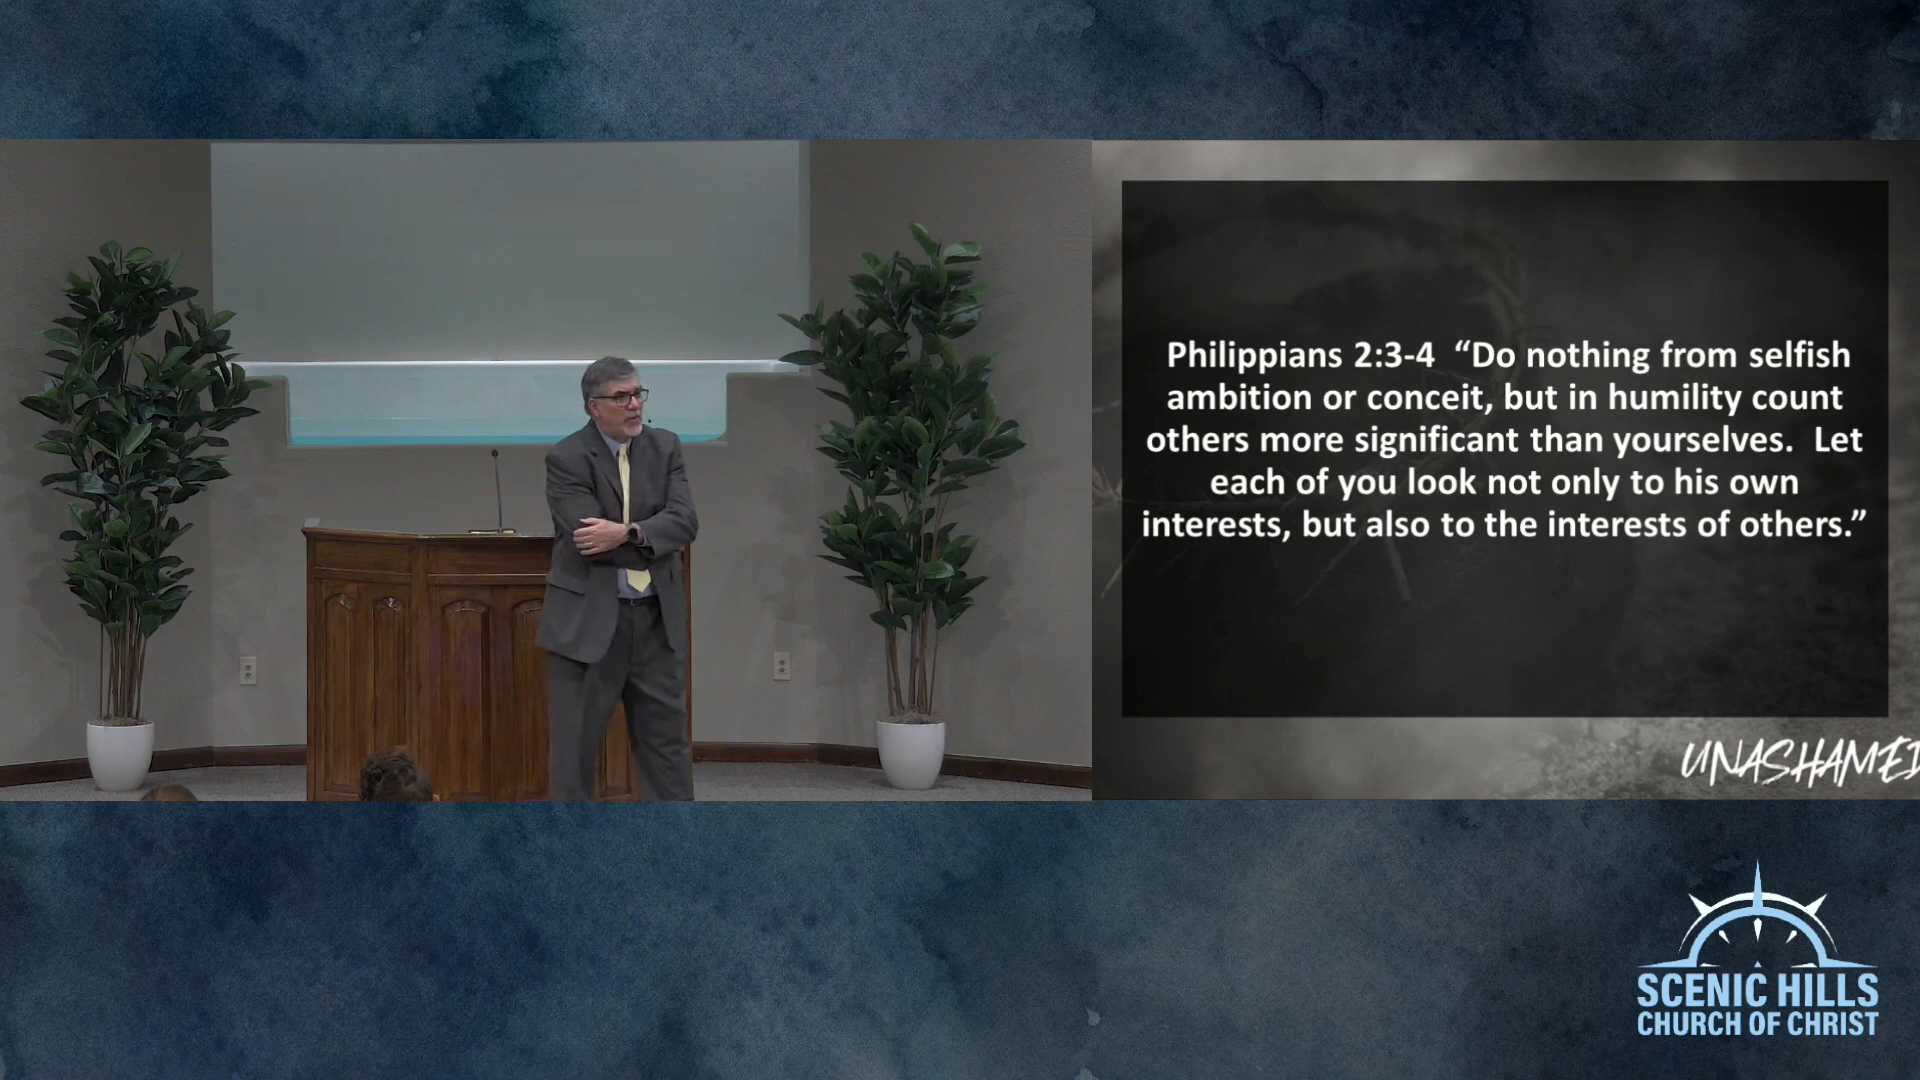 Philippians 2:3-4  “Do nothing from selfish
ambition or conceit, but in humility count
others more significant than yourselves.  Let
each of you look not only to his own
interests, but also to the interests of others.”
UNASHAMED
SCENIC HILLS
CHURCH OF CHRIST